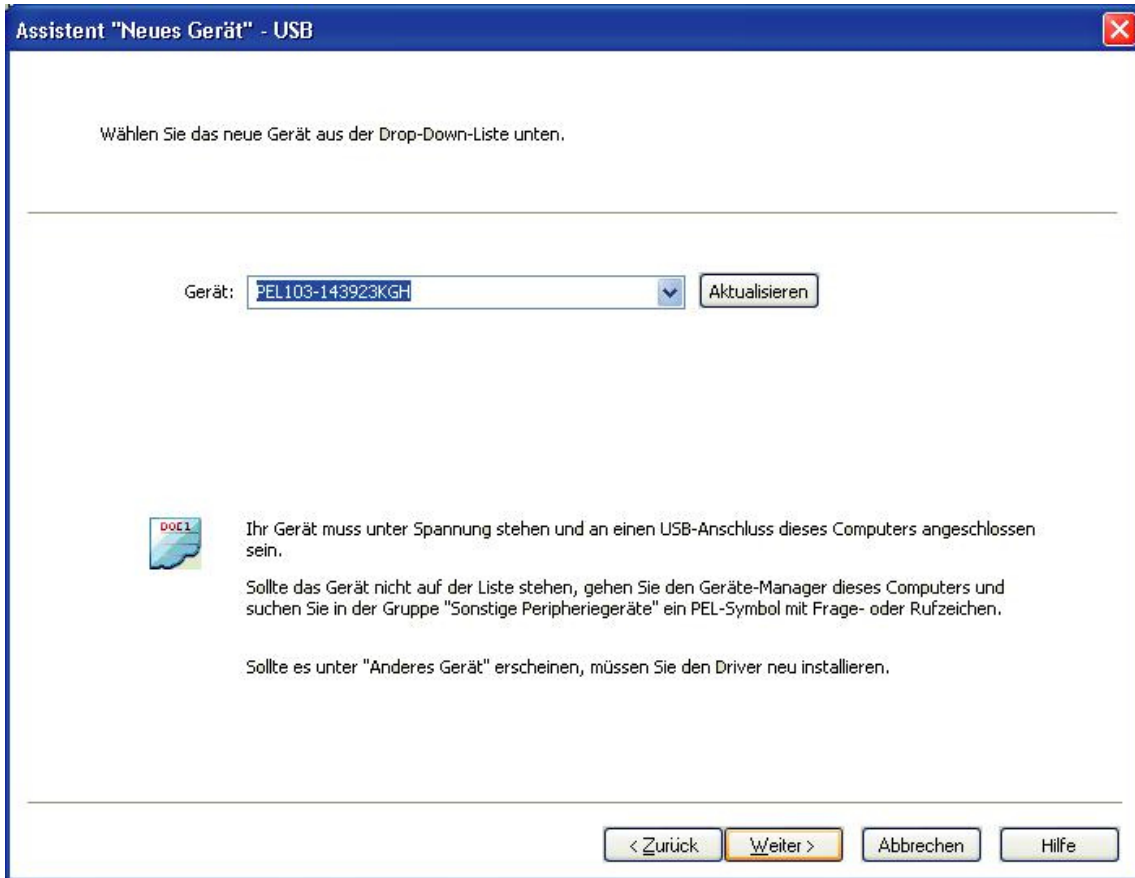 Assistent "Neues Gerät" - USB
Wählen Sie das neue Gerät aus der Drop-Down-Liste unten.
Gerät: PEL103-143923KGH Aktualisieren
DOE1
Ihr Gerät muss unter Spannung stehen und an einen USB-Anschluss dieses Computers angeschlossen
sein.
Sollte das Gerät nicht auf der Liste stehen, gehen Sie den Geräte-Manager dieses Computers und
suchen Sie in der Gruppe "Sonstige Peripheriegeräte" ein PEL-Symbol mit Frage- oder Rufzeichen.
Sollte es unter "Anderes Gerät" erscheinen, müssen Sie den Driver neu installieren.
< Zurück Weiter > Abbrechen Hilfe